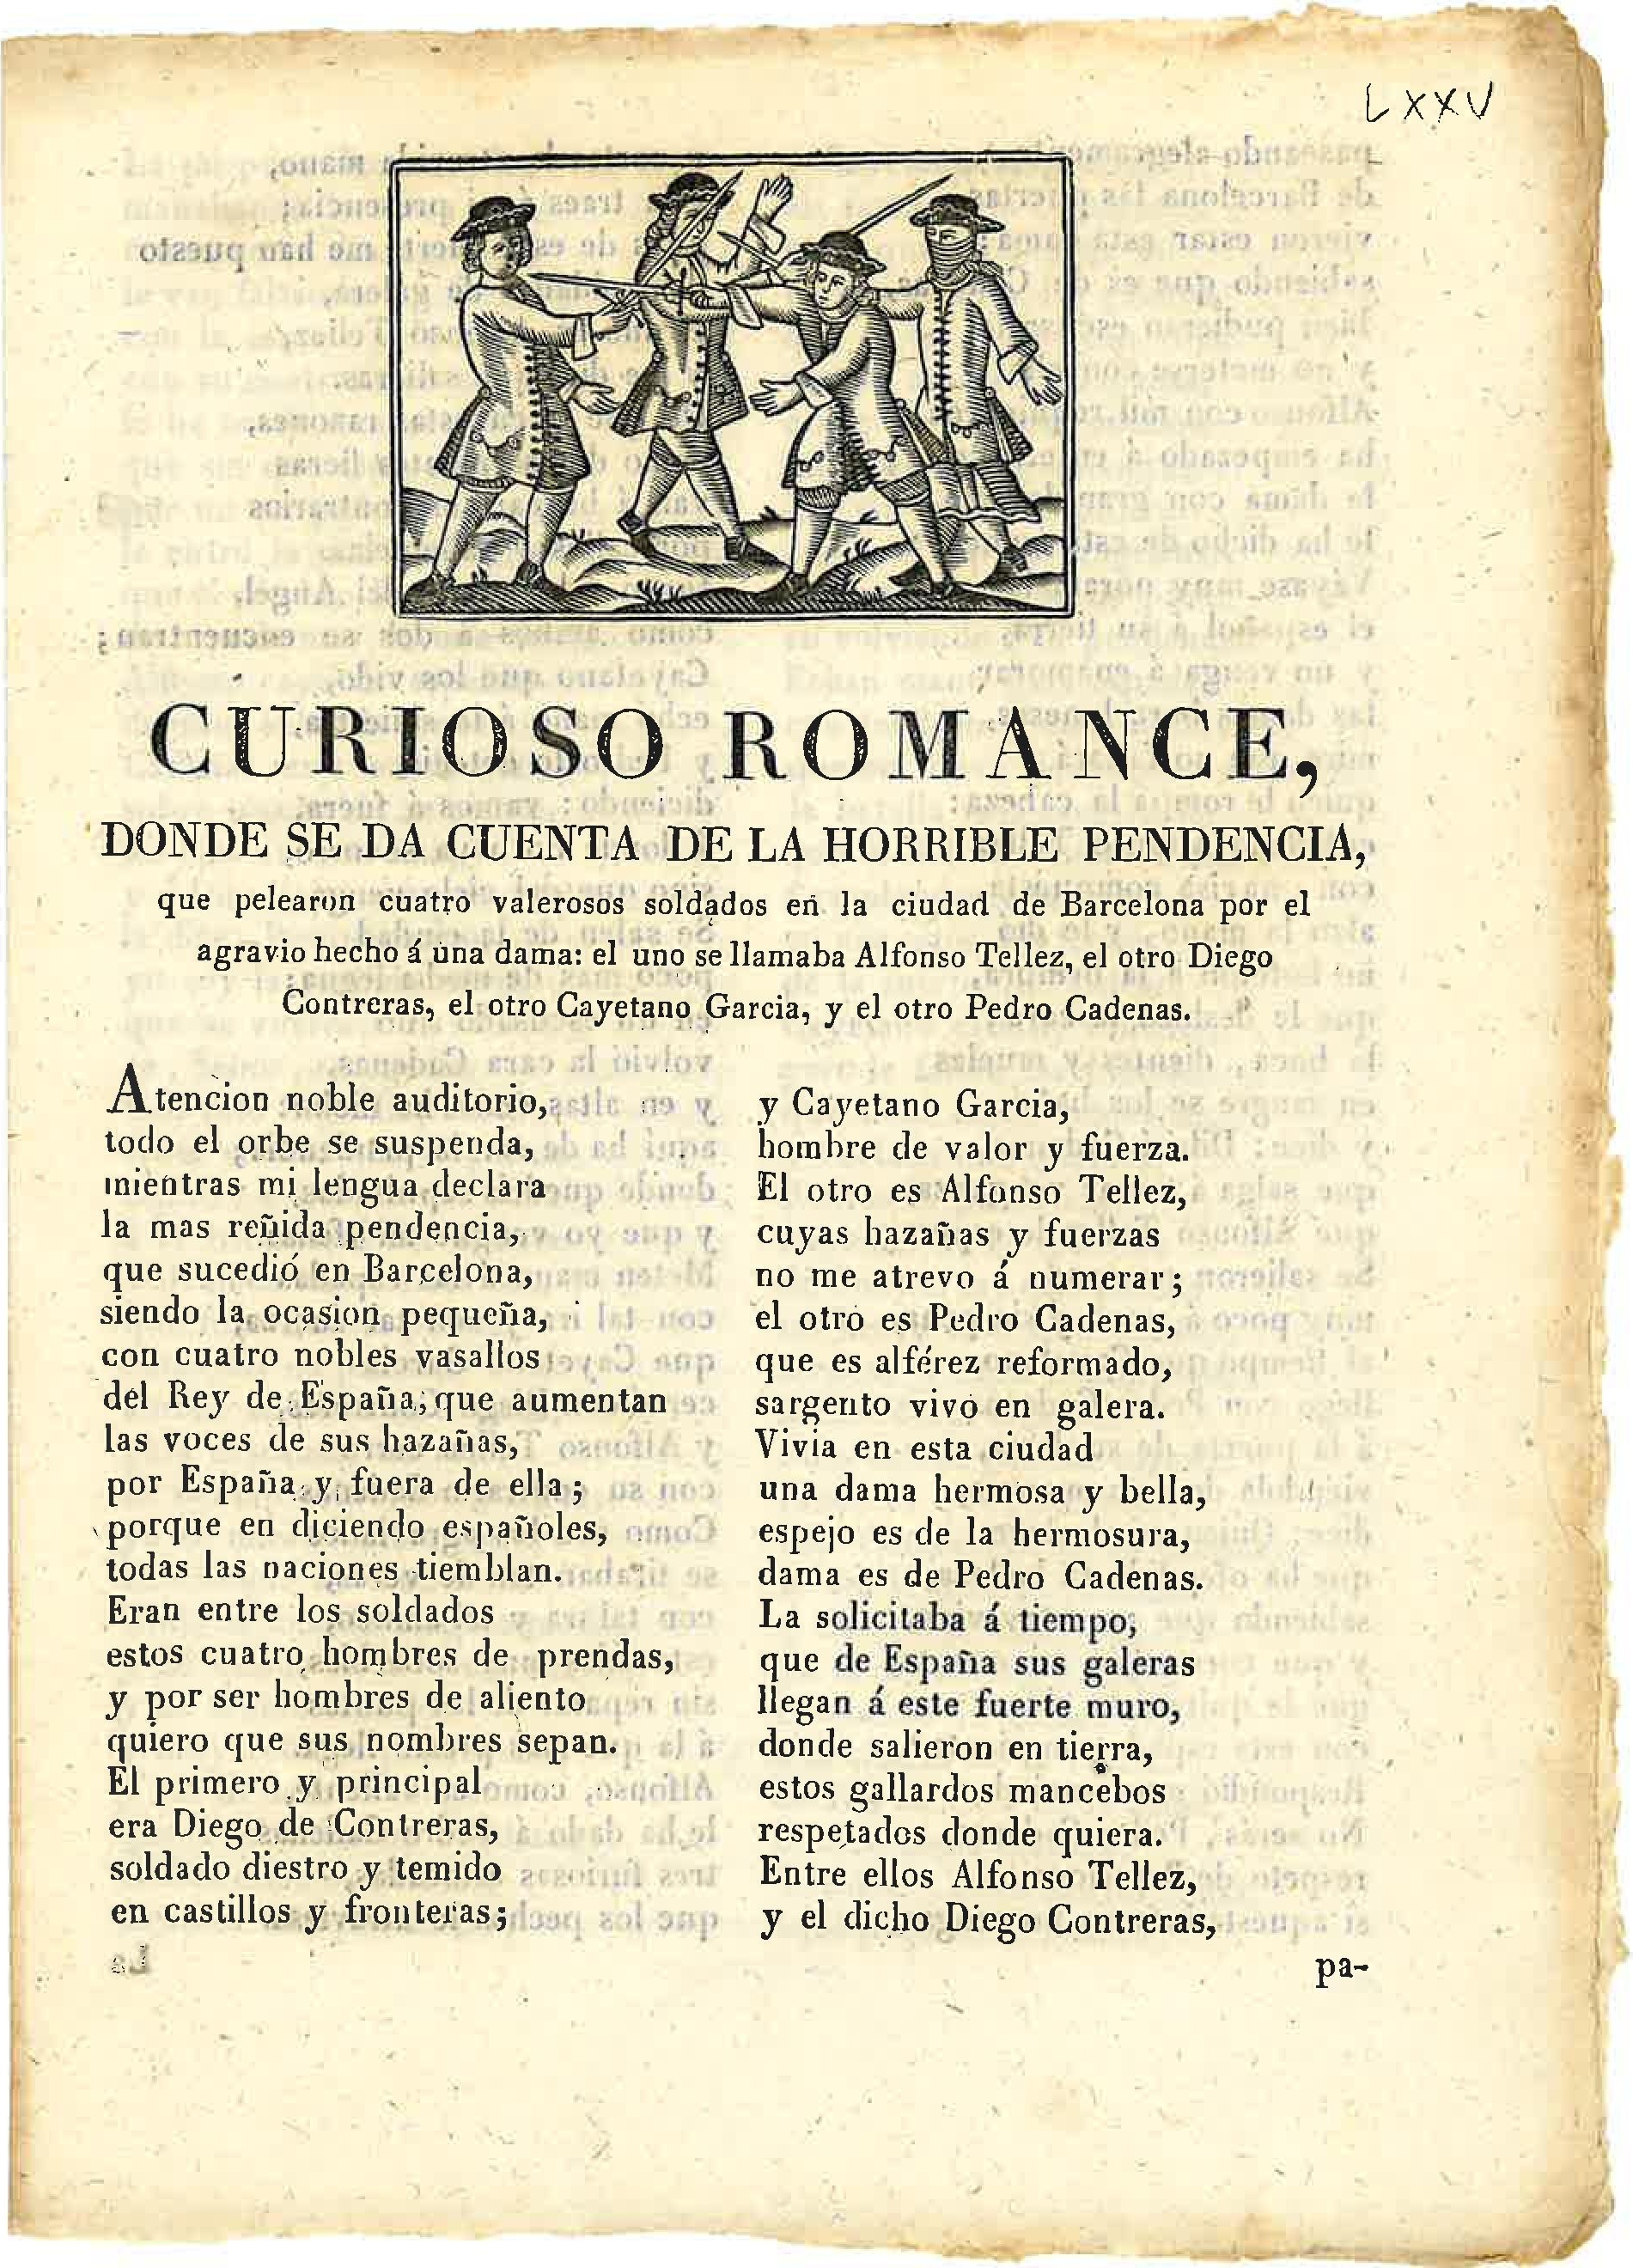 LXXV
CURIOSO ROMANCE,
DONDE SE DA CUENTA DE LA HORRIBLE PENDENCIA,
que pelearon cuatro valerosos soldados en la ciudad de Barcelona por el
agravio hecho á una dama: el uno se llamaba Alfonso Tellez, el otro Diego
Contreras, el otro Cayetano Garcia, y el otro Pedro Cadenas.
Atencion noble auditorio,
todo el orbe se suspenda,
mientras mi lengua declara
la mas reñida pendencia,
que sucedió en Barcelona,
siendo la ocasion pequeña,
con cuatro nobles vasallos
del Rey de España, que aumentan
las voces de sus hazañas,
por España y fuera de ella;
porque en diciendo españoles,
todas las naciones tiemblan.
Eran entre los soldados
estos cuatro hombres de prendas,
y por ser hombres de aliento
quiero que sus nombres sepan.
El primero y principal
era Diego de Contreras,
soldado diestro y temido
en castillos y fronteras;
y Cayetano Garcia,
hombre de valor y fuerza.
El otro es Alfonso Tellez,
cuyas hazañas y fuerzas
no me atrevo á numerar;
el otro es Pedro Cadenas,
que es alférez reformado,
sargento vivo en galera.
Vivia en esta ciudad
una dama hermosa y bella,
espejo es de la hermosura,
dama es de Pedro Cadenas.
La solicitaba á tiempo,
que de España sus galeras
llegan á este fuerte muro,
donde salieron en tierra,
estos gallardos mancebos
respetados donde quiera.
Entre ellos Alfonso Tellez,
y el dicho Diego Contreras,
pa-